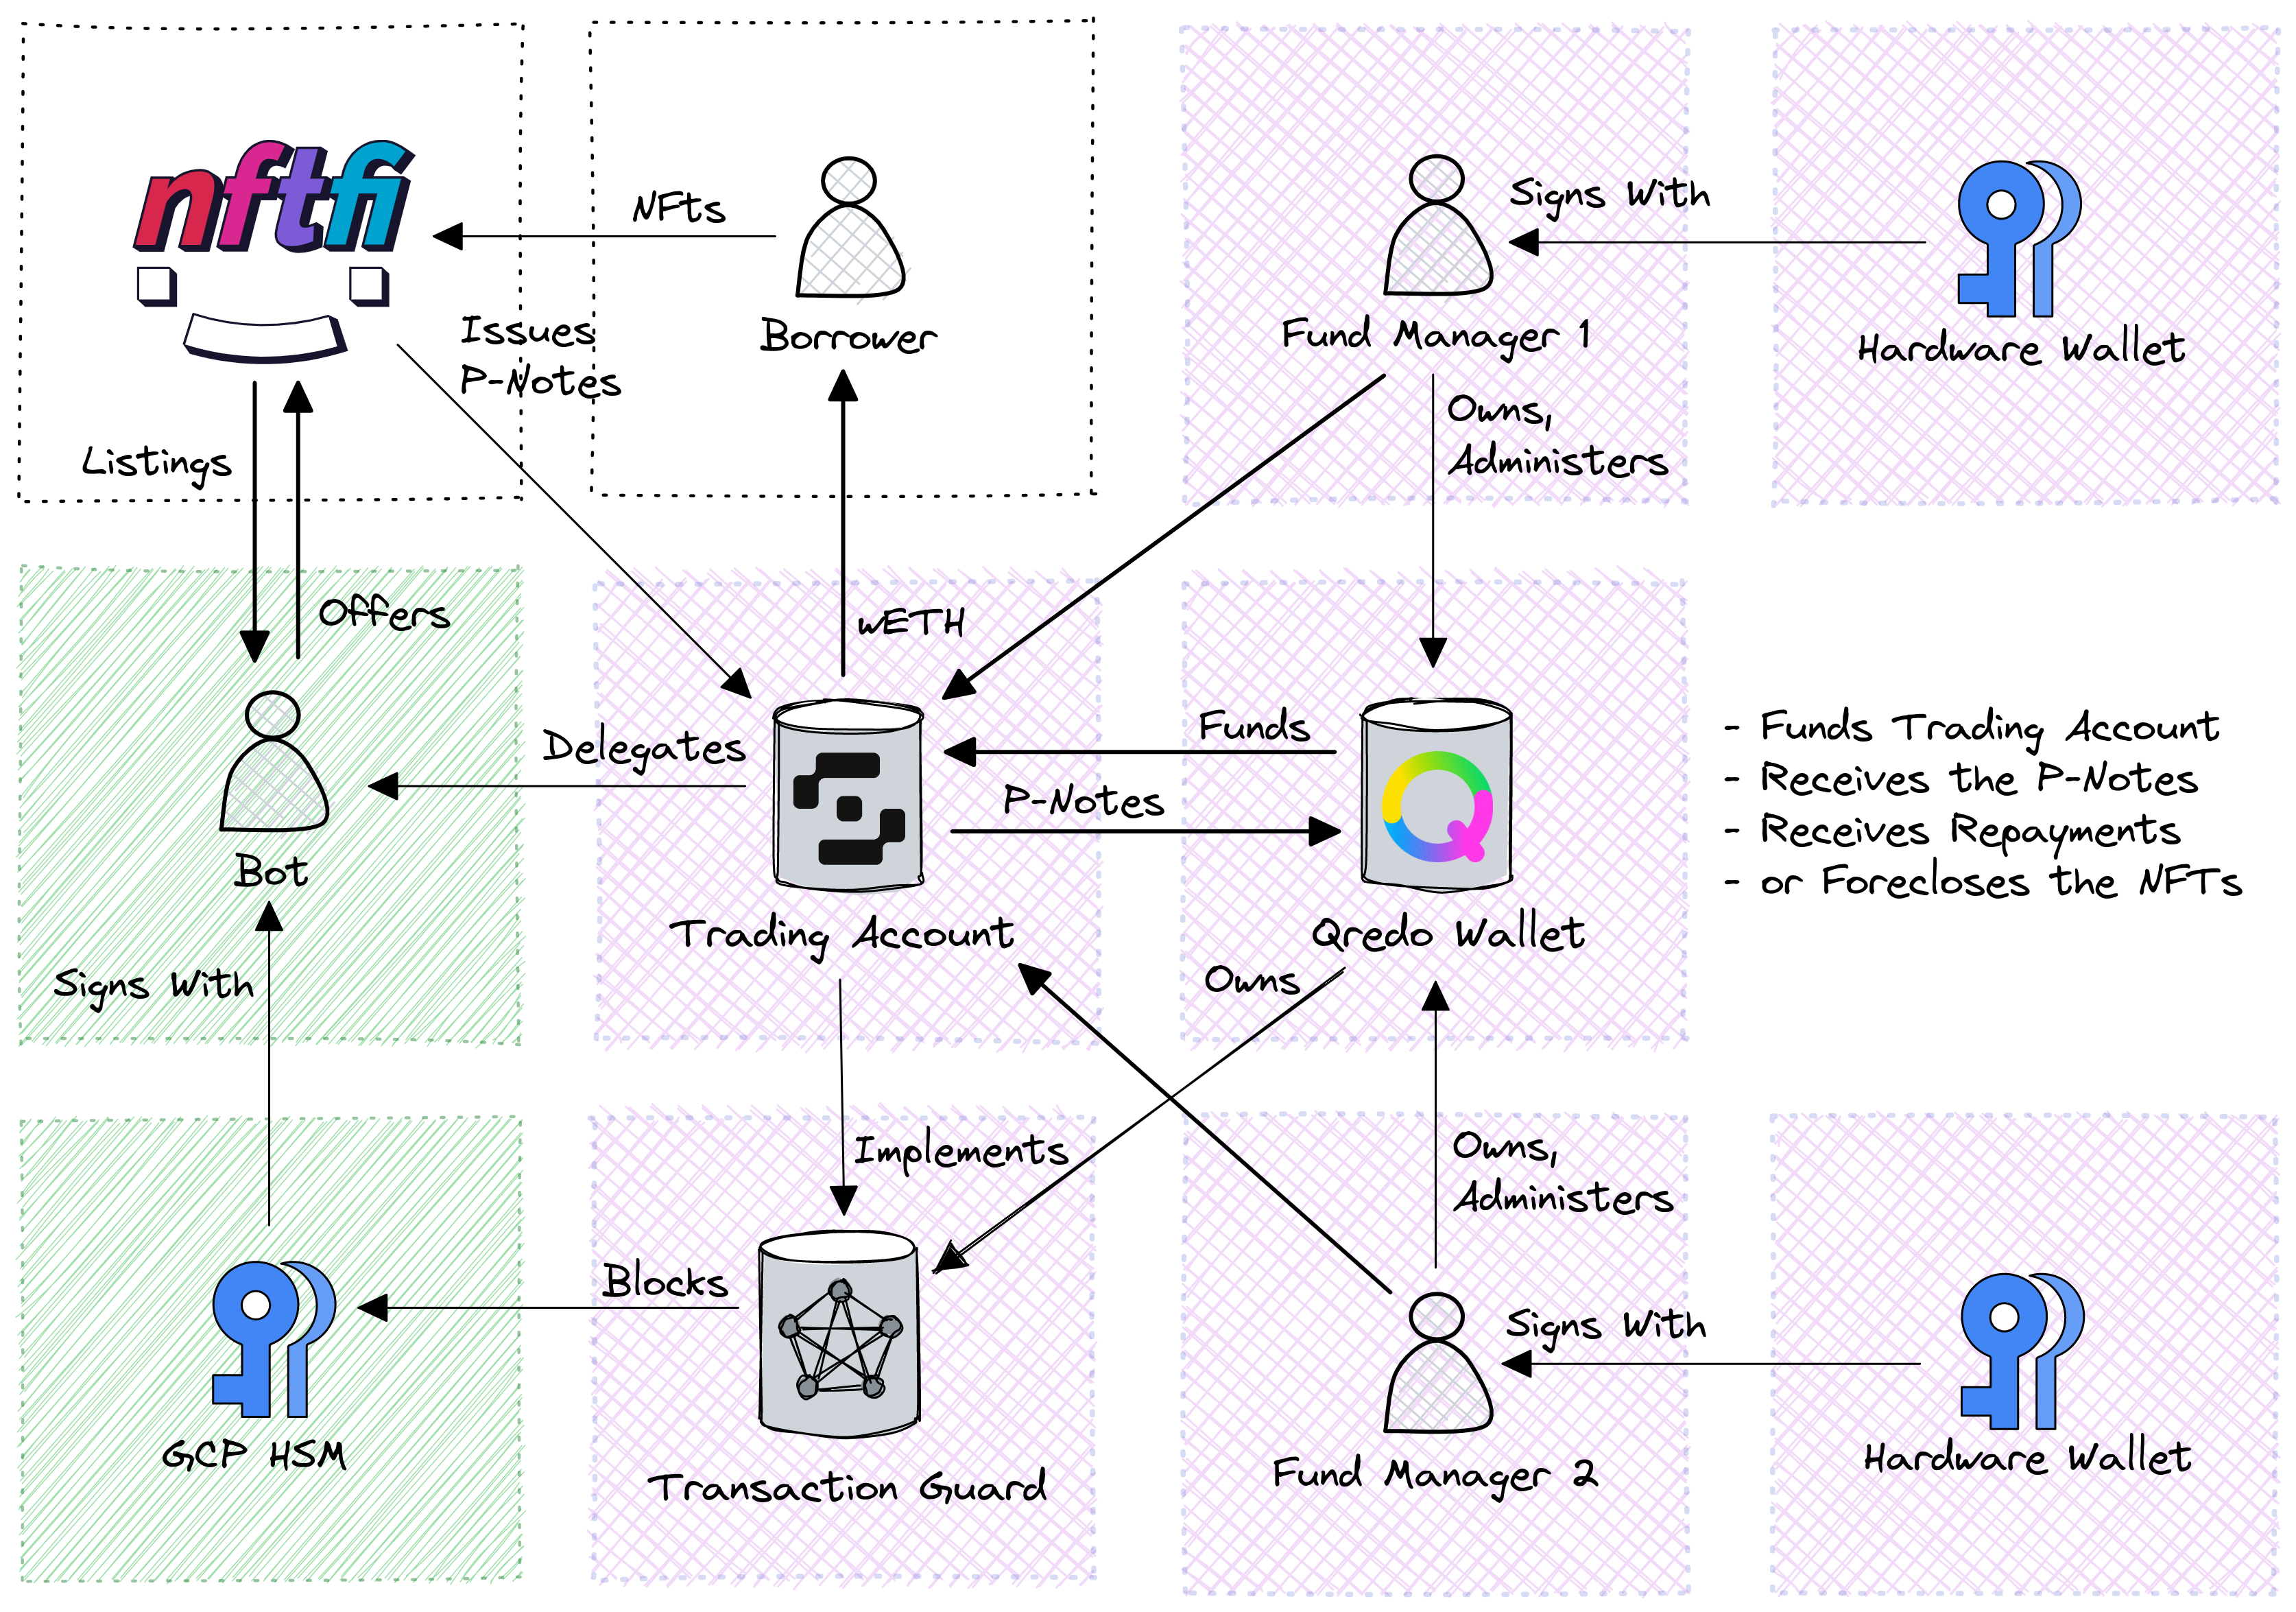 nftfi
NFts
Borrower
Issues
P-Notes
Signs With
Fund Manager 1
Hardware Wallet
Owns,
Administers
Listings
Offers
wETH
Delegates
Funds
P-Notes
Bot
Trading Account
Qredo Wallet
- Funds Trading Account
- Receives the P-Notes
- Receives Repayments
- or Forecloses the NFTs
Signs With
Owns
Implements
Owns,
Administers
Blocks
Signs With
GCP HSM
Transaction Guard
Fund Manager 2
Hardware Wallet